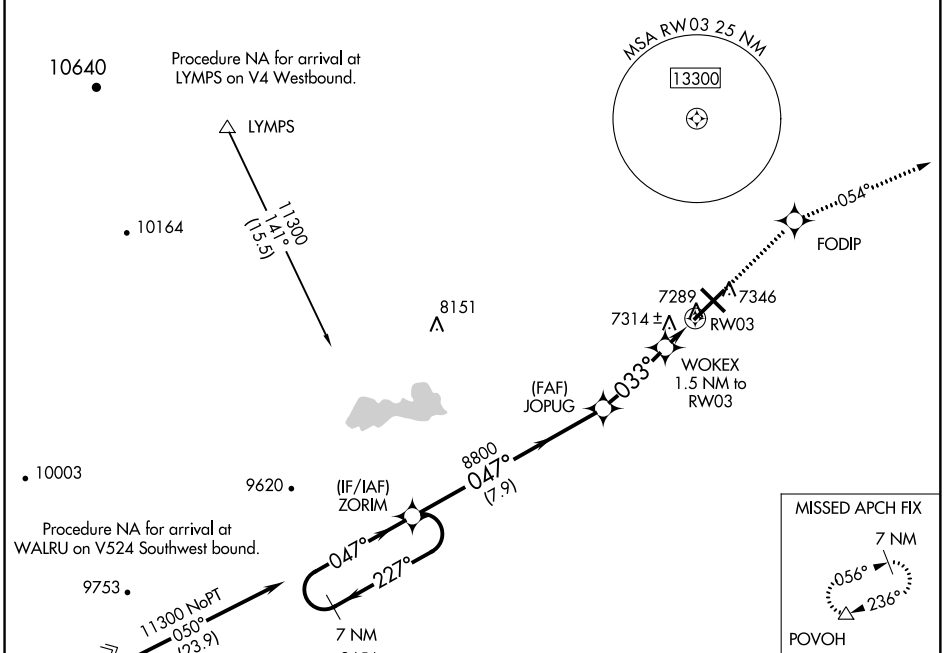 10640
Procedure NA for arrival at
LYMPS on V4 Westbound.
MSA RW03 25 NM
13300
LYMPS
11300
141°
(15.5)
10164
054°
FODIP
8151
7289
7346
7314 ±
RW03
WOKEX
1.5 NM to
RW03
033°
(FAF)
JOPUG
8800
047°
(7.9)
10003
9620
(IF/IAF)
ZORIM
Procedure NA for arrival at
WALRU on V524 Southwest bound.
047°
227°
7 NM
9753
11300 NoPT
050°
(23.9)
MISSED APCH FIX
7 NM
056°
236°
POVOH